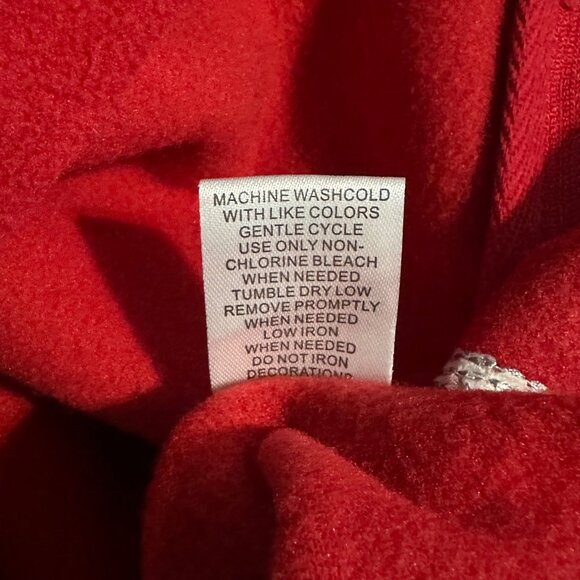 MACHINE WASHCOLD
WITH LIKE COLORS
GENTLE CYCLE
USE ONLY NON-
CHLORINE BLEACH
WHEN NEEDED
TUMBLE DRY LOW
REMOVE PROMPTLY
WHEN NEEDED
LOW IRON
WHEN NEEDED
DO NOT IRON
DECORATIONS